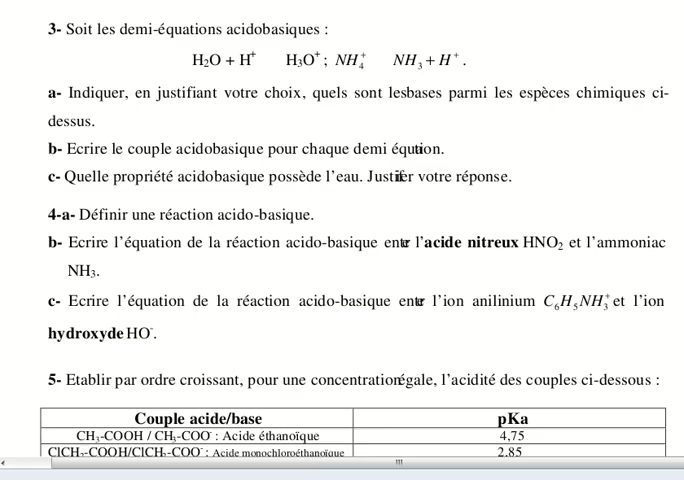 3- Soit les demi-équations acidobasiques :
H₂O + H⁺ H₃O⁺ ; NH₄⁺ NH₃ + H⁺ .
a- Indiquer, en justifiant votre choix, quels sont lesbases parmi les espèces chimiques ci-
dessus.
b- Ecrire le couple acidobasique pour chaque demi équation.
c- Quelle propriété acidobasique possède l'eau. Justifier votre réponse.
4-a- Définir une réaction acido-basique.
b- Ecrire l'équation de la réaction acido-basique entre l'acide nitreux HNO₂ et l'ammoniac
NH₃.
c- Ecrire l'équation de la réaction acido-basique entre l'ion anilinium C₆H₅NH₃⁺ et l'ion
hydroxyde HO⁻.
5- Etablir par ordre croissant, pour une concentration égale, l'acidité des couples ci-dessous :
Couple acide/base pKa
CH₃-COOH / CH₃-COO⁻ : Acide éthanoïque 4,75
ClCH₂-COOH/ClCH₂-COO⁻ : Acide monochloroéthanoïque 2,85